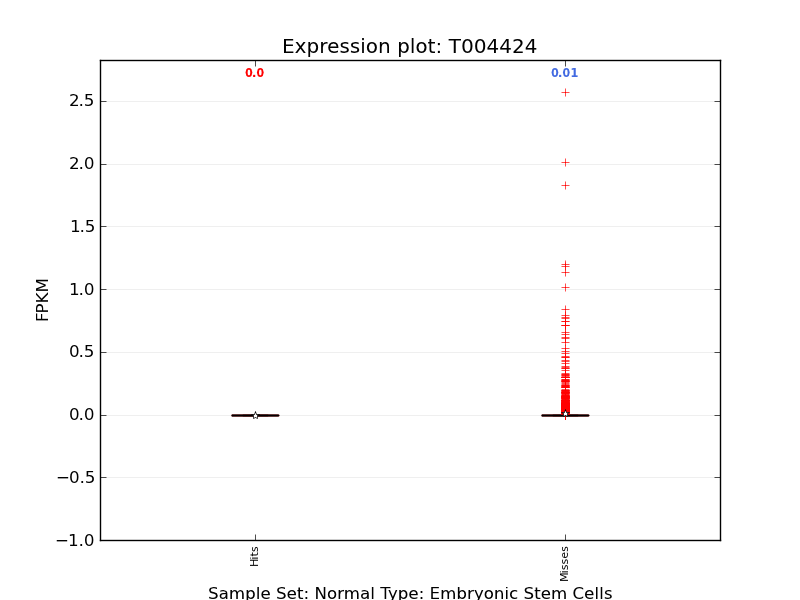 Expression plot: T004424
0.0
0.01
2.5
2.0
1.5
1.0
0.5
0.0
−0.5
−1.0
FPKM
Hits
Misses
Sample Set: Normal Type: Embryonic Stem Cells